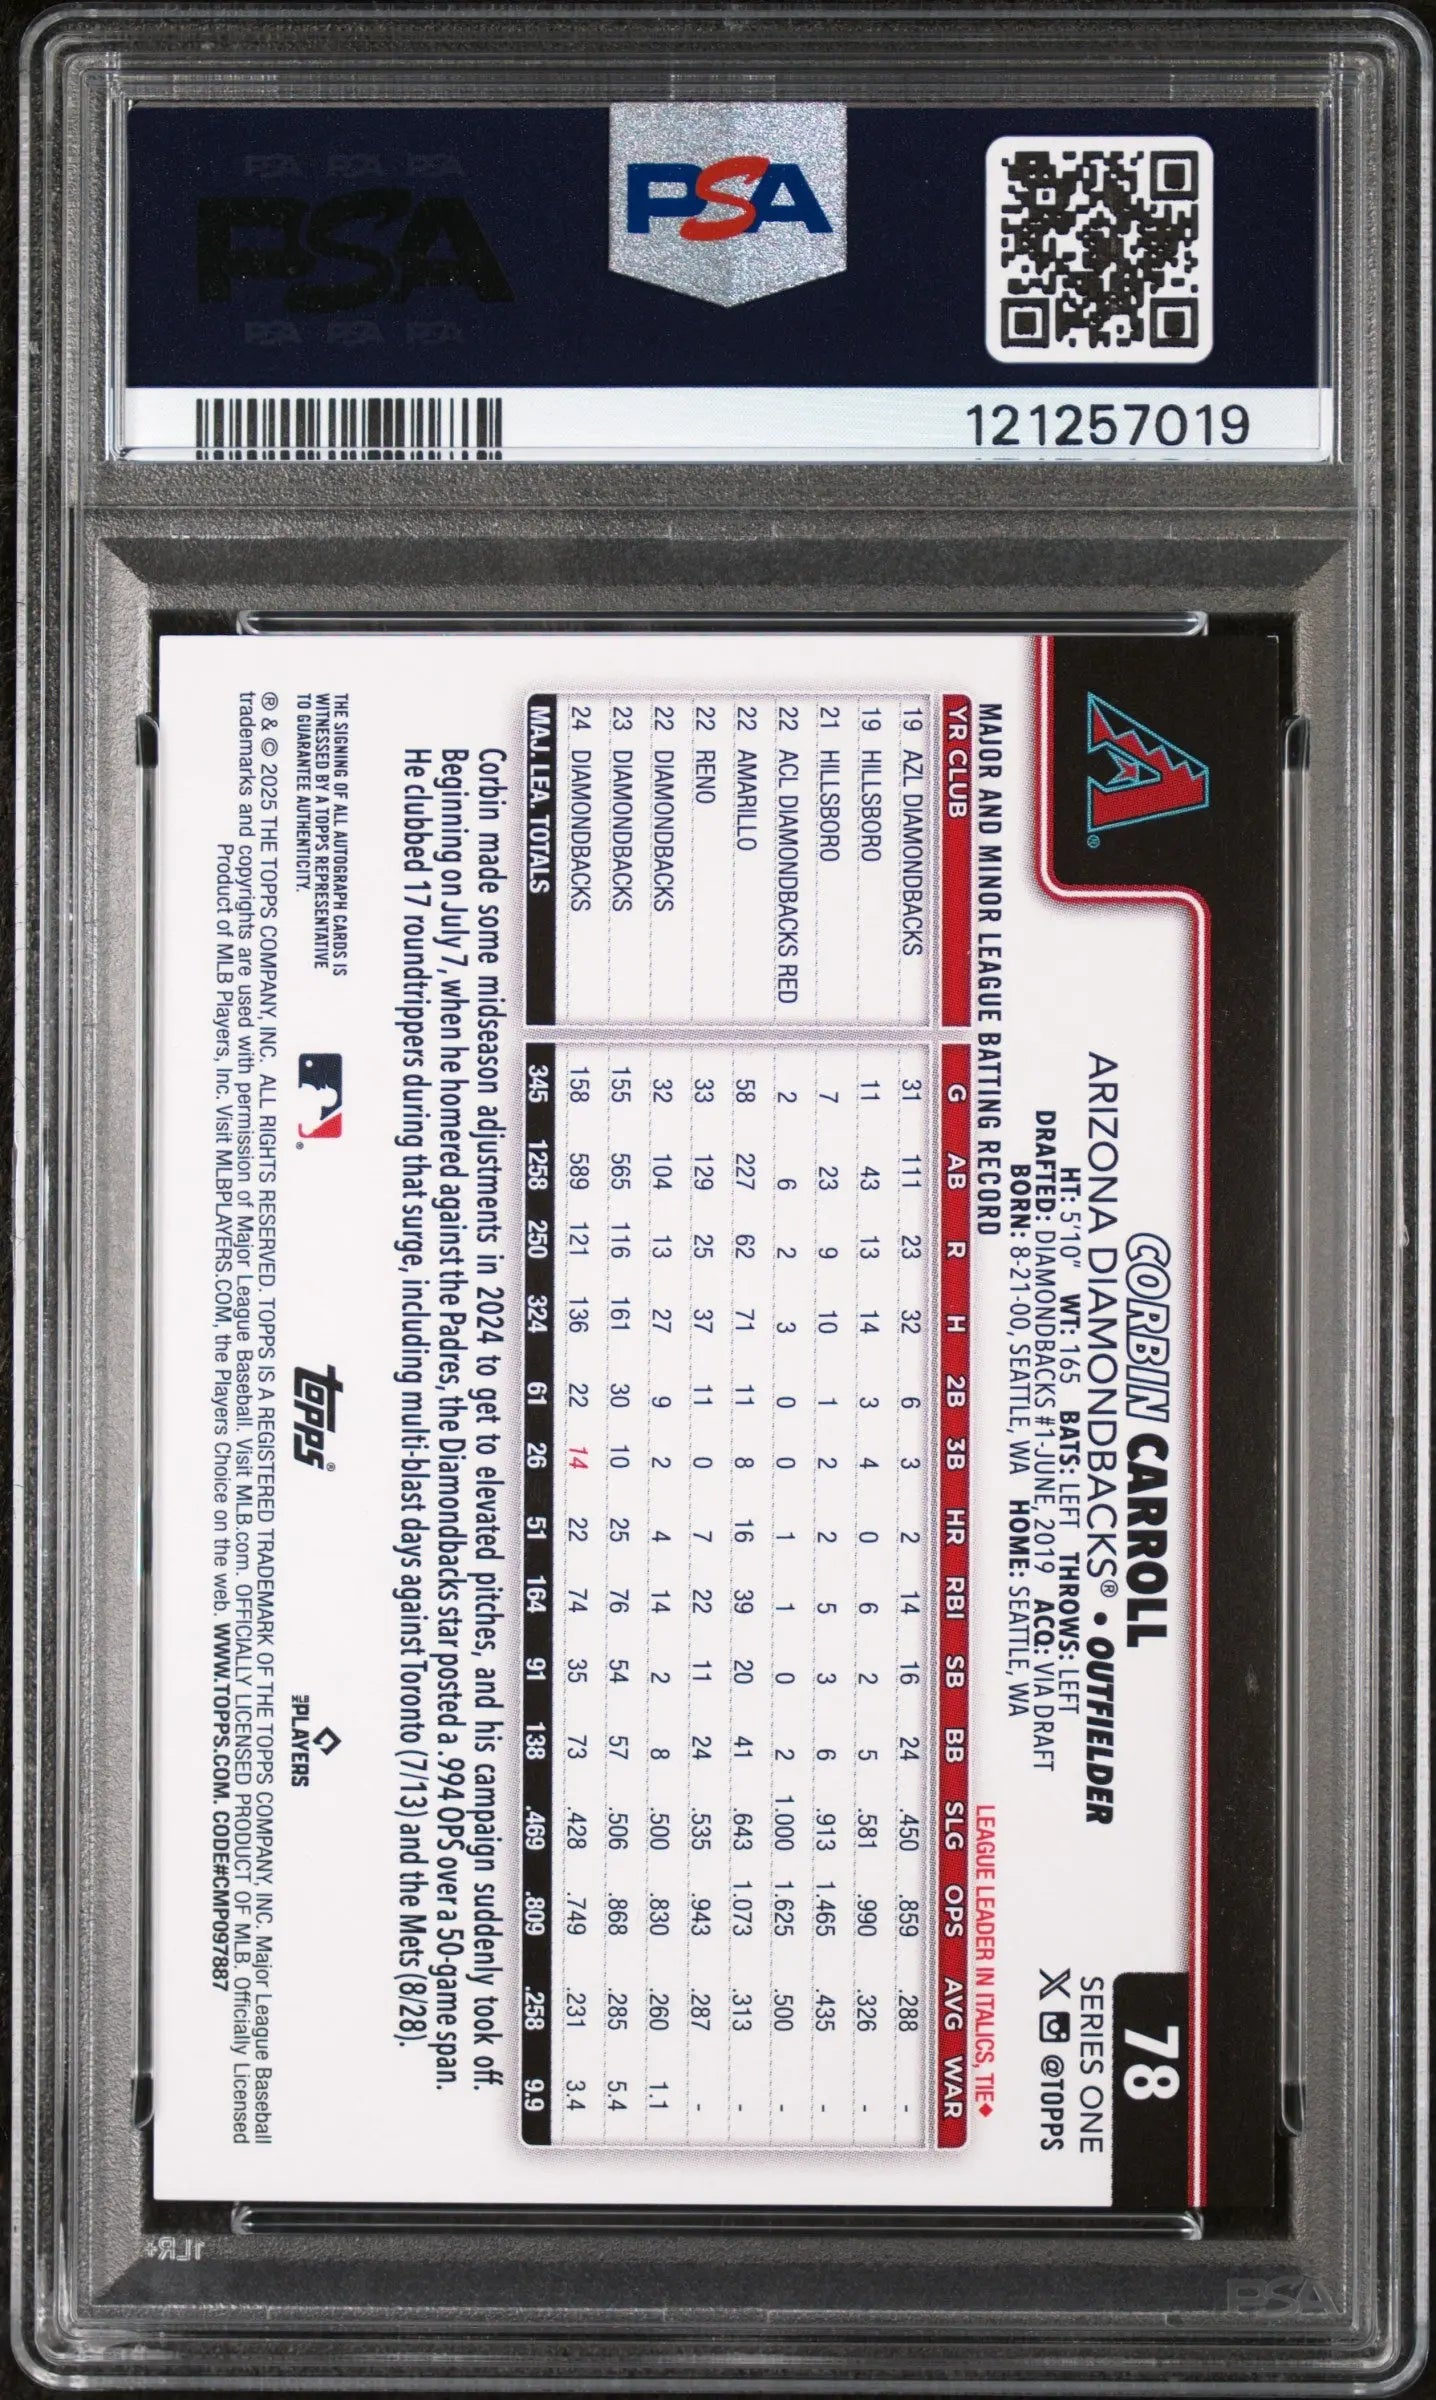 PSA PSA PSA
PSA
PSA PSA PSA
PSA
121257019
78
SERIES ONE
@TOPPS
CORBIN CARROLL
ARIZONA DIAMONDBACKS® • OUTFIELDER
HT: 5'10" WT: 165 BATS: LEFT THROWS: LEFT
DRAFTED: DIAMONDBACKS #1-JUNE, 2019 ACQ: VIA DRAFT
BORN: 8-21-00, SEATTLE, WA HOME: SEATTLE, WA
MAJOR AND MINOR LEAGUE BATTING RECORD LEAGUE LEADER IN ITALICS, TIE♦
YR CLUB G AB R H 2B 3B HR RBI SB BB SLG OPS AVG WAR
19 AZL DIAMONDBACKS 31 111 23 32 6 3 2 14 16 24 .450 .859 .288 -
19 HILLSBORO 11 43 13 14 3 4 0 6 2 5 .581 .990 .326 -
21 HILLSBORO 7 23 9 10 1 2 2 5 3 6 .913 1.465 .435 -
22 ACL DIAMONDBACKS RED 2 6 2 3 0 0 1 1 0 2 1.000 1.625 .500 -
22 AMARILLO 58 227 62 71 11 8 16 39 20 41 .643 1.073 .313 -
22 RENO 33 129 25 37 11 0 7 22 11 24 .535 .943 .287 -
22 DIAMONDBACKS 32 104 13 27 9 2 4 14 2 8 .500 .830 .260 1.1
23 DIAMONDBACKS 155 565 116 161 30 10 25 76 54 57 .506 .868 .285 5.4
24 DIAMONDBACKS 158 589 121 136 22 14 22 74 35 73 .428 .749 .231 3.4
MAJ. LEA. TOTALS 345 1258 250 324 61 26 51 164 91 138 .469 .809 .258 9.9
Corbin made some midseason adjustments in 2024 to get to elevated pitches, and his campaign suddenly took off.
Beginning on July 7, when he homered against the Padres, the Diamondbacks star posted a .994 OPS over a 50-game span.
He clubbed 17 roundtrippers during that surge, including multi-blast days against Toronto (7/13) and the Mets (8/28).
THE SIGNING OF ALL AUTOGRAPH CARDS IS
WITNESSED BY A TOPPS REPRESENTATIVE
TO GUARANTEE AUTHENTICITY.
®
topps®
MLB PLAYERS
® & © 2025 THE TOPPS COMPANY, INC. ALL RIGHTS RESERVED. TOPPS IS A REGISTERED TRADEMARK OF THE TOPPS COMPANY, INC. Major League Baseball
trademarks and copyrights are used with permission of Major League Baseball. Visit MLB.com. OFFICIALLY LICENSED PRODUCT OF MLB. Officially Licensed
Product of MLB Players, Inc. Visit MLBPLAYERS.COM, the Players Choice on the web. WWW.TOPPS.COM. CODE#CMP097887
1LR+
PSA